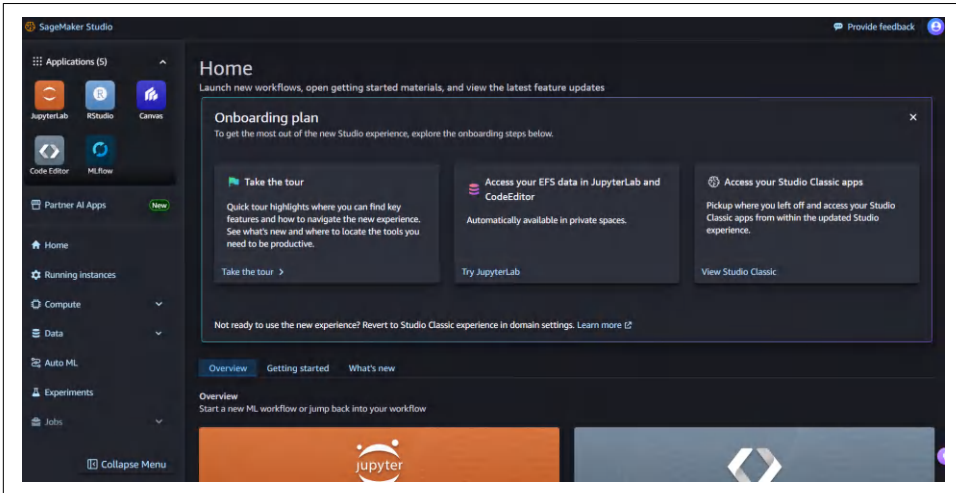 SageMaker Studio
Provide feedback
Applications (5)
JupyterLab
RStudio
Canvas
Code Editor
MLflow
Partner AI Apps
New
Home
Running instances
Compute
Data
Auto ML
Experiments
Jobs
Collapse Menu
Home
Launch new workflows, open getting started materials, and view the latest feature updates
Onboarding plan
To get the most out of the new Studio experience, explore the onboarding steps below.
Take the tour
Quick tour highlights where you can find key
features and how to navigate the new experience.
See what's new and where to locate the tools you
need to be productive.
Take the tour
Access your EFS data in JupyterLab and
CodeEditor
Automatically available in private spaces.
Try JupyterLab
Access your Studio Classic apps
Pickup where you left off and access your Studio
Classic apps from within the updated Studio
experience.
View Studio Classic
Not ready to use the new experience? Revert to Studio Classic experience in domain settings. Learn more
Overview
Getting started
What's new
Overview
Start a new ML workflow or jump back into your workflow
jupyter